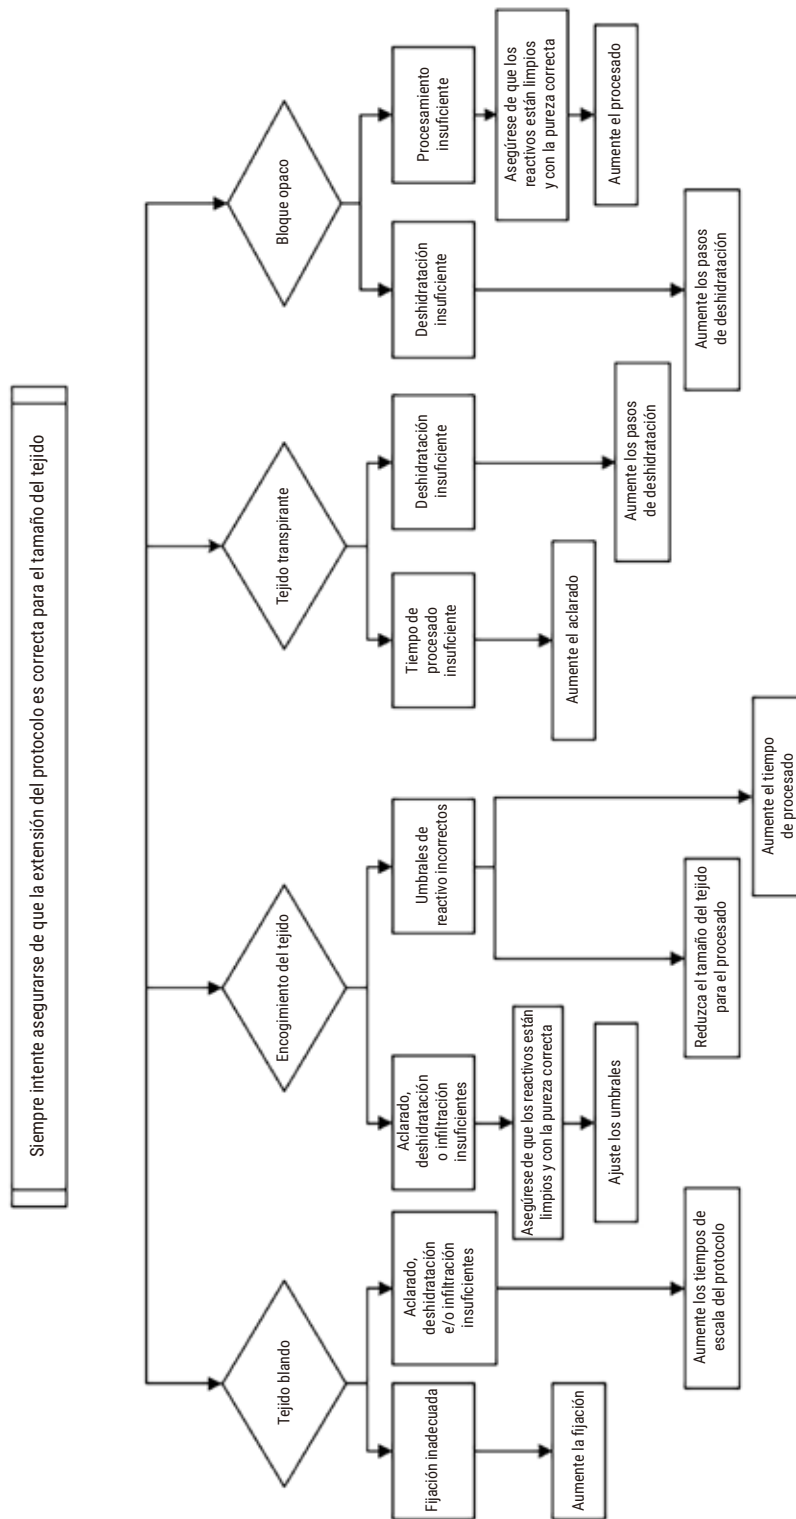 Siempre intente asegurarse de que la extensión del protocolo es correcta para el tamaño del tejido
Tejido blando
Encogimiento del tejido
Tejido transpirante
Bloque opaco
Fijación inadecuada
Aclarado,
deshidratación
e/o infiltración
insuficientes
Aclarado,
deshidratación
o infiltración
insuficientes
Umbrales de
reactivo incorrectos
Tiempo de
procesado
insuficiente
Deshidratación
insuficiente
Deshidratación
insuficiente
Procesamiento
insuficiente
Asegúrese de que los reactivos están
limpios y con la pureza correcta
Asegúrese de que los
reactivos están limpios
y con la pureza correcta
Aumente la fijación
Ajuste los umbrales
Aumente el aclarado
Aumente los pasos
de deshidratación
Aumente el procesado
Aumente los tiempos de
escala del protocolo
Reduzca el tamaño del tejido
para el procesado
Aumente los pasos
de deshidratación
Aumente el tiempo
de procesado